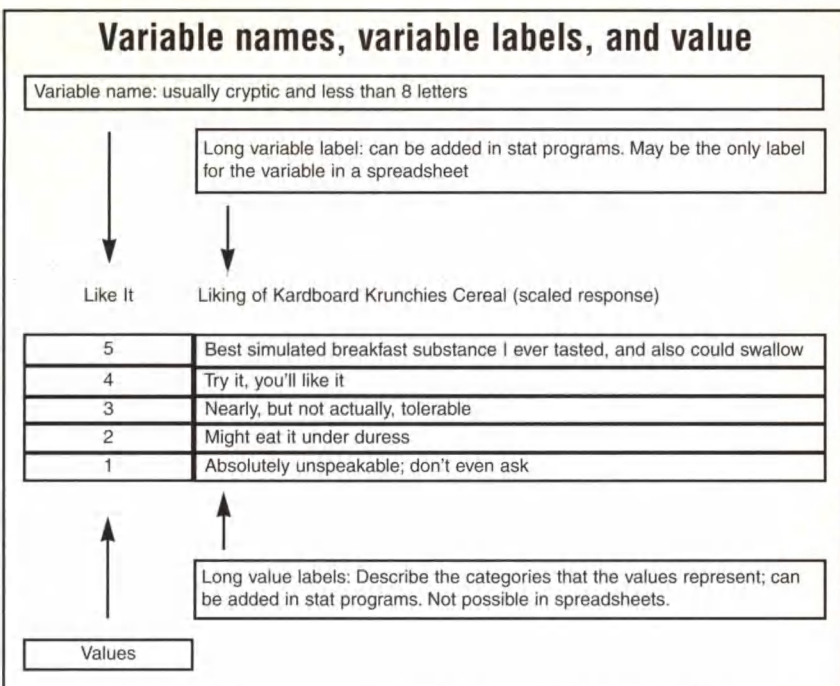 Variable names, variable labels, and value
Variable name: usually cryptic and less than 8 letters
Long variable label: can be added in stat programs. May be the only label
for the variable in a spreadsheet
Like It
Liking of Kardboard Krunchies Cereal (scaled response)
5 Best simulated breakfast substance I ever tasted, and also could swallow
4 Try it, you'll like it
3 Nearly, but not actually, tolerable
2 Might eat it under duress
1 Absolutely unspeakable; don't even ask
Long value labels: Describe the categories that the values represent; can
be added in stat programs. Not possible in spreadsheets.
Values